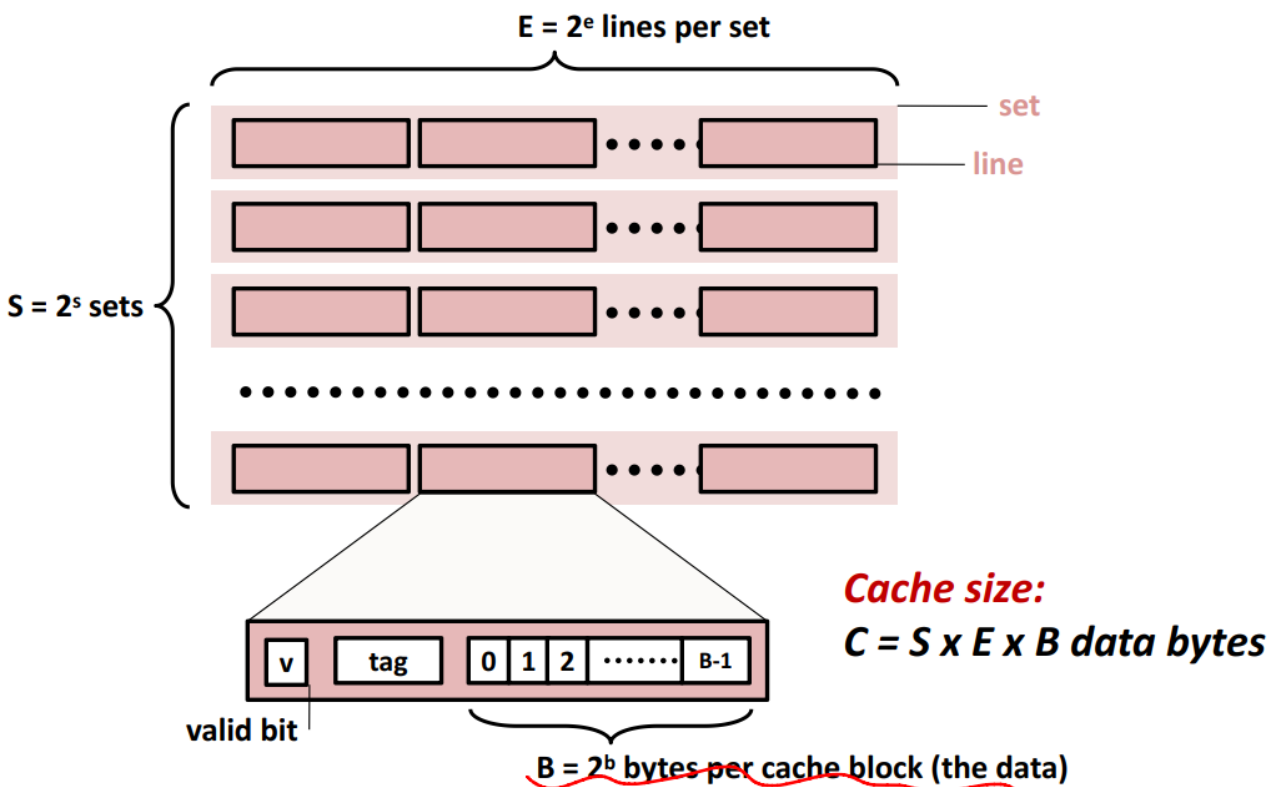 E = 2ᵉ lines per set
set
line
S = 2ˢ sets
Cache size:
C = S x E x B data bytes
v
tag
0
1
2
B-1
valid bit
B = 2ᵇ bytes per cache block (the data)